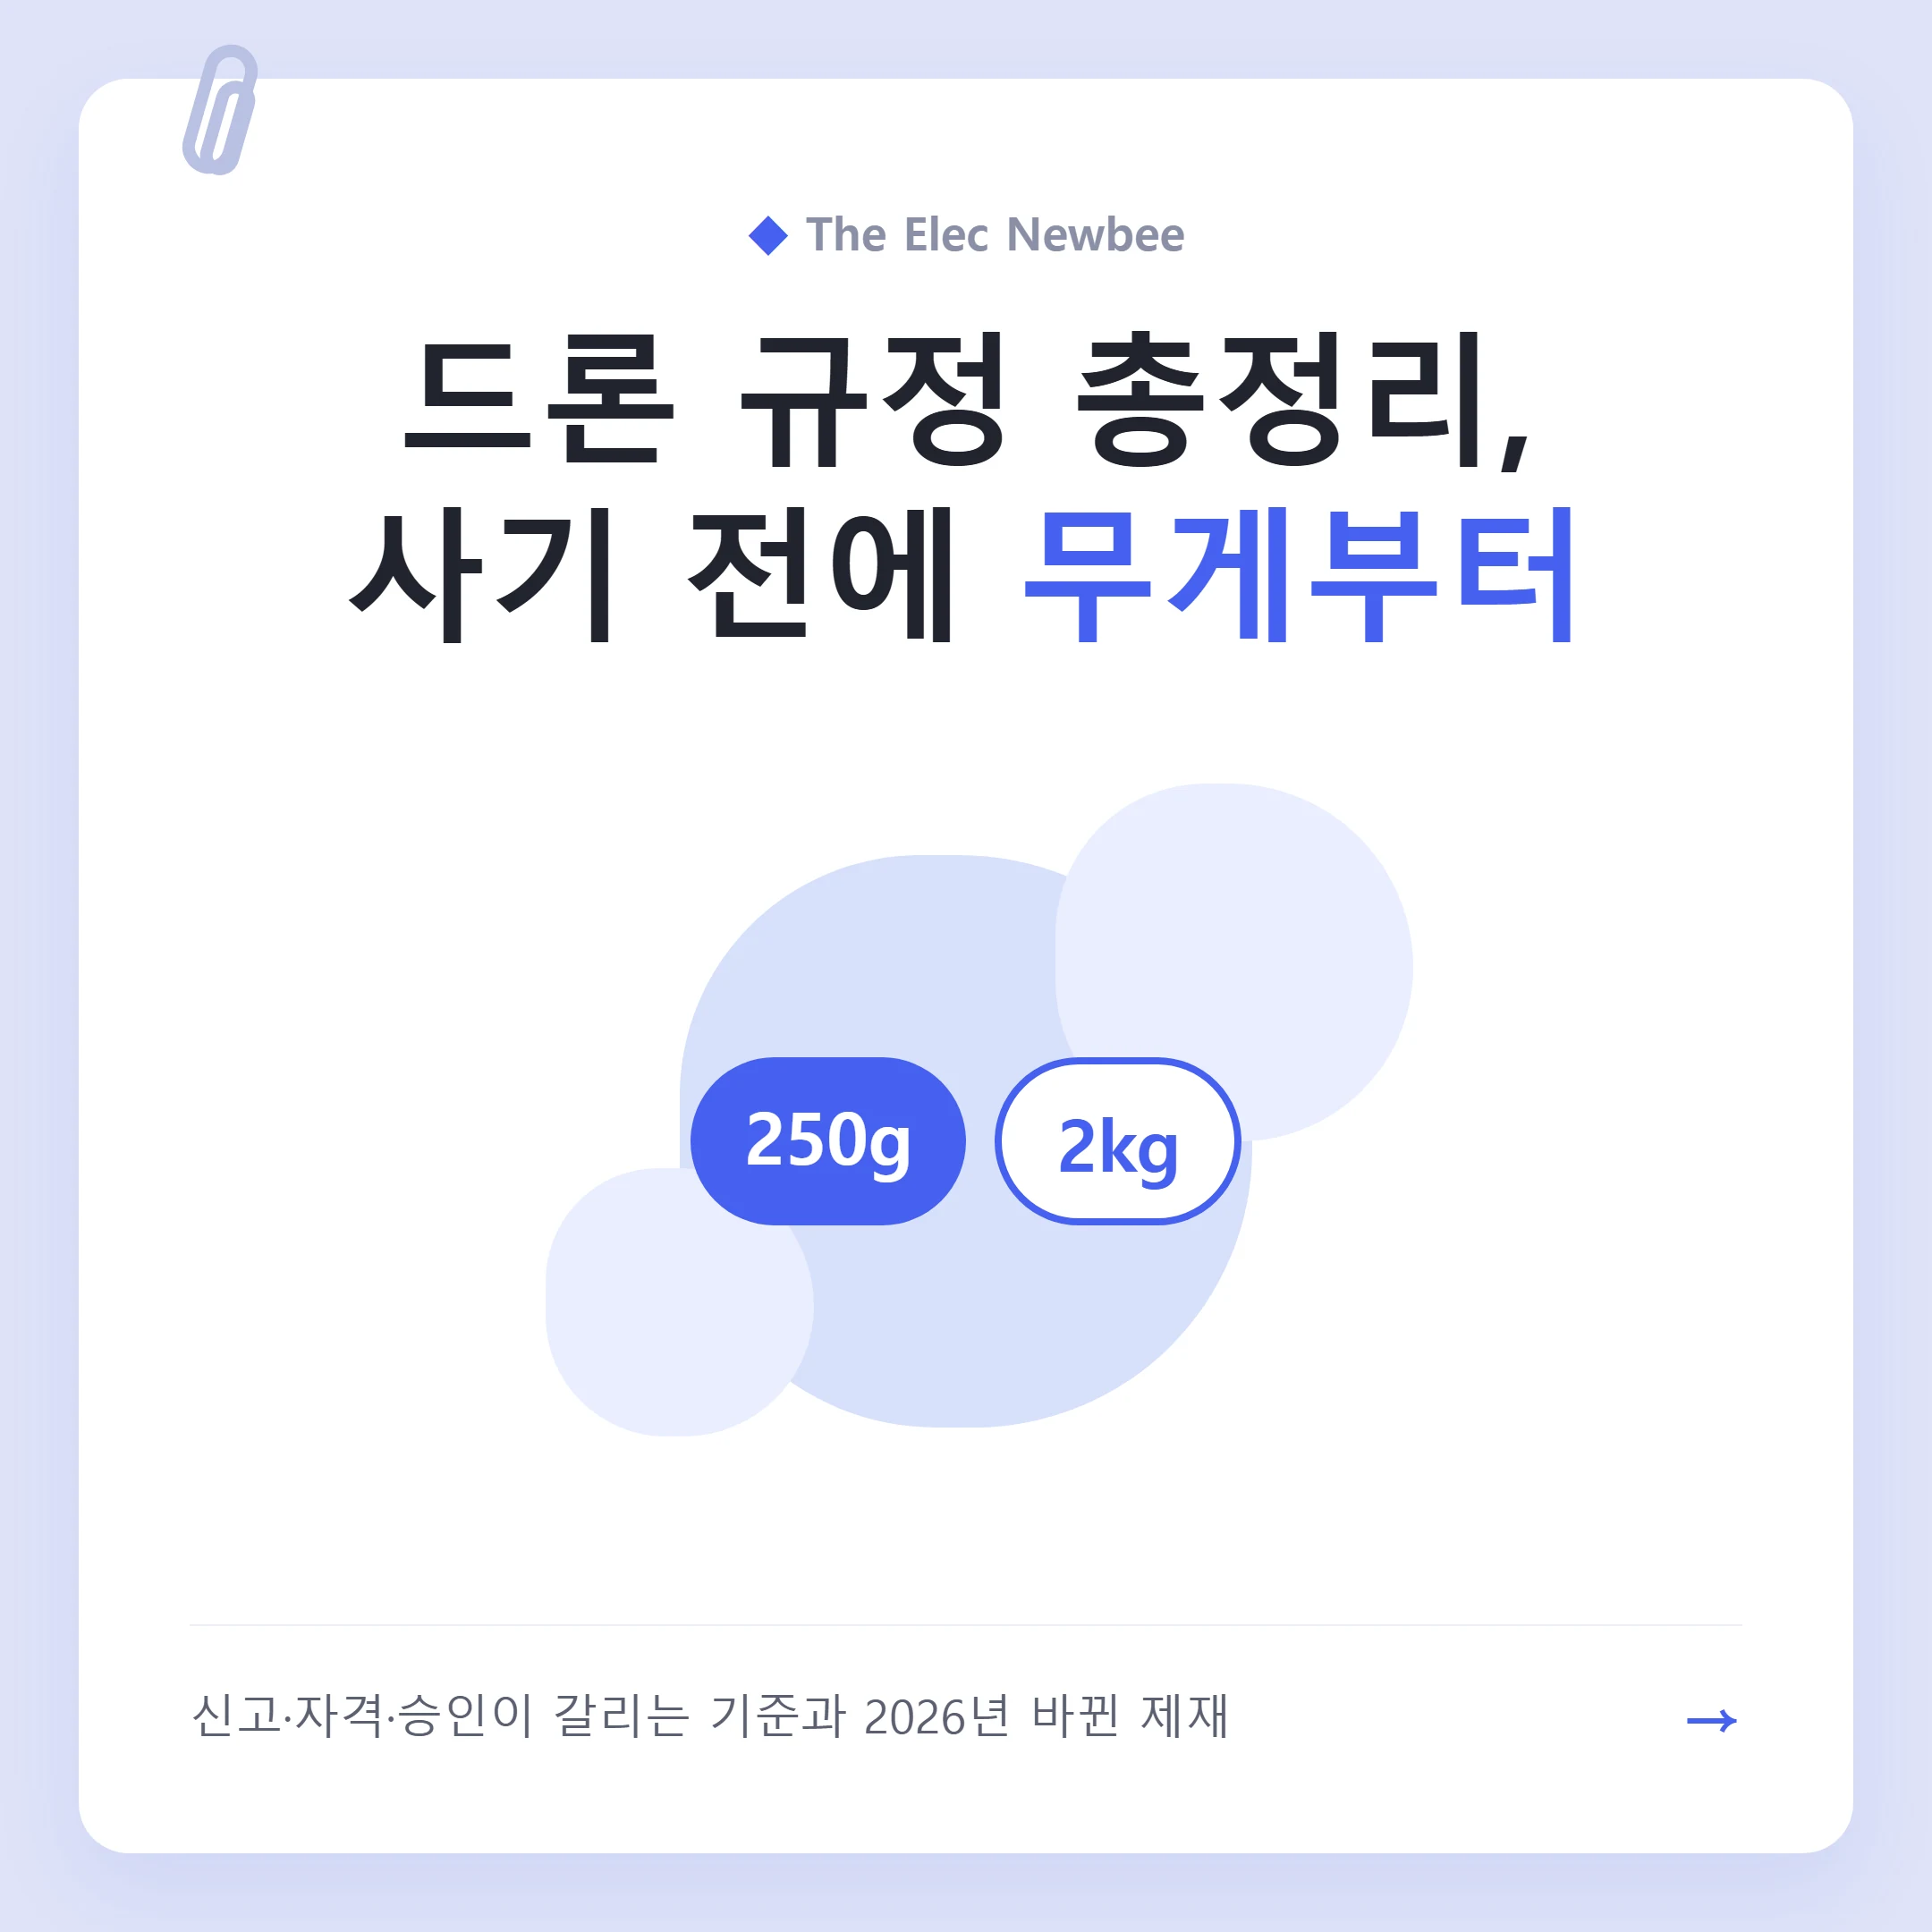 The Elec Newbee
드론 규정 총정리,
사기 전에 무게부터
250g 2kg
신고·자격·승인이 갈리는 기준과 2026년 바뀐 제재 →